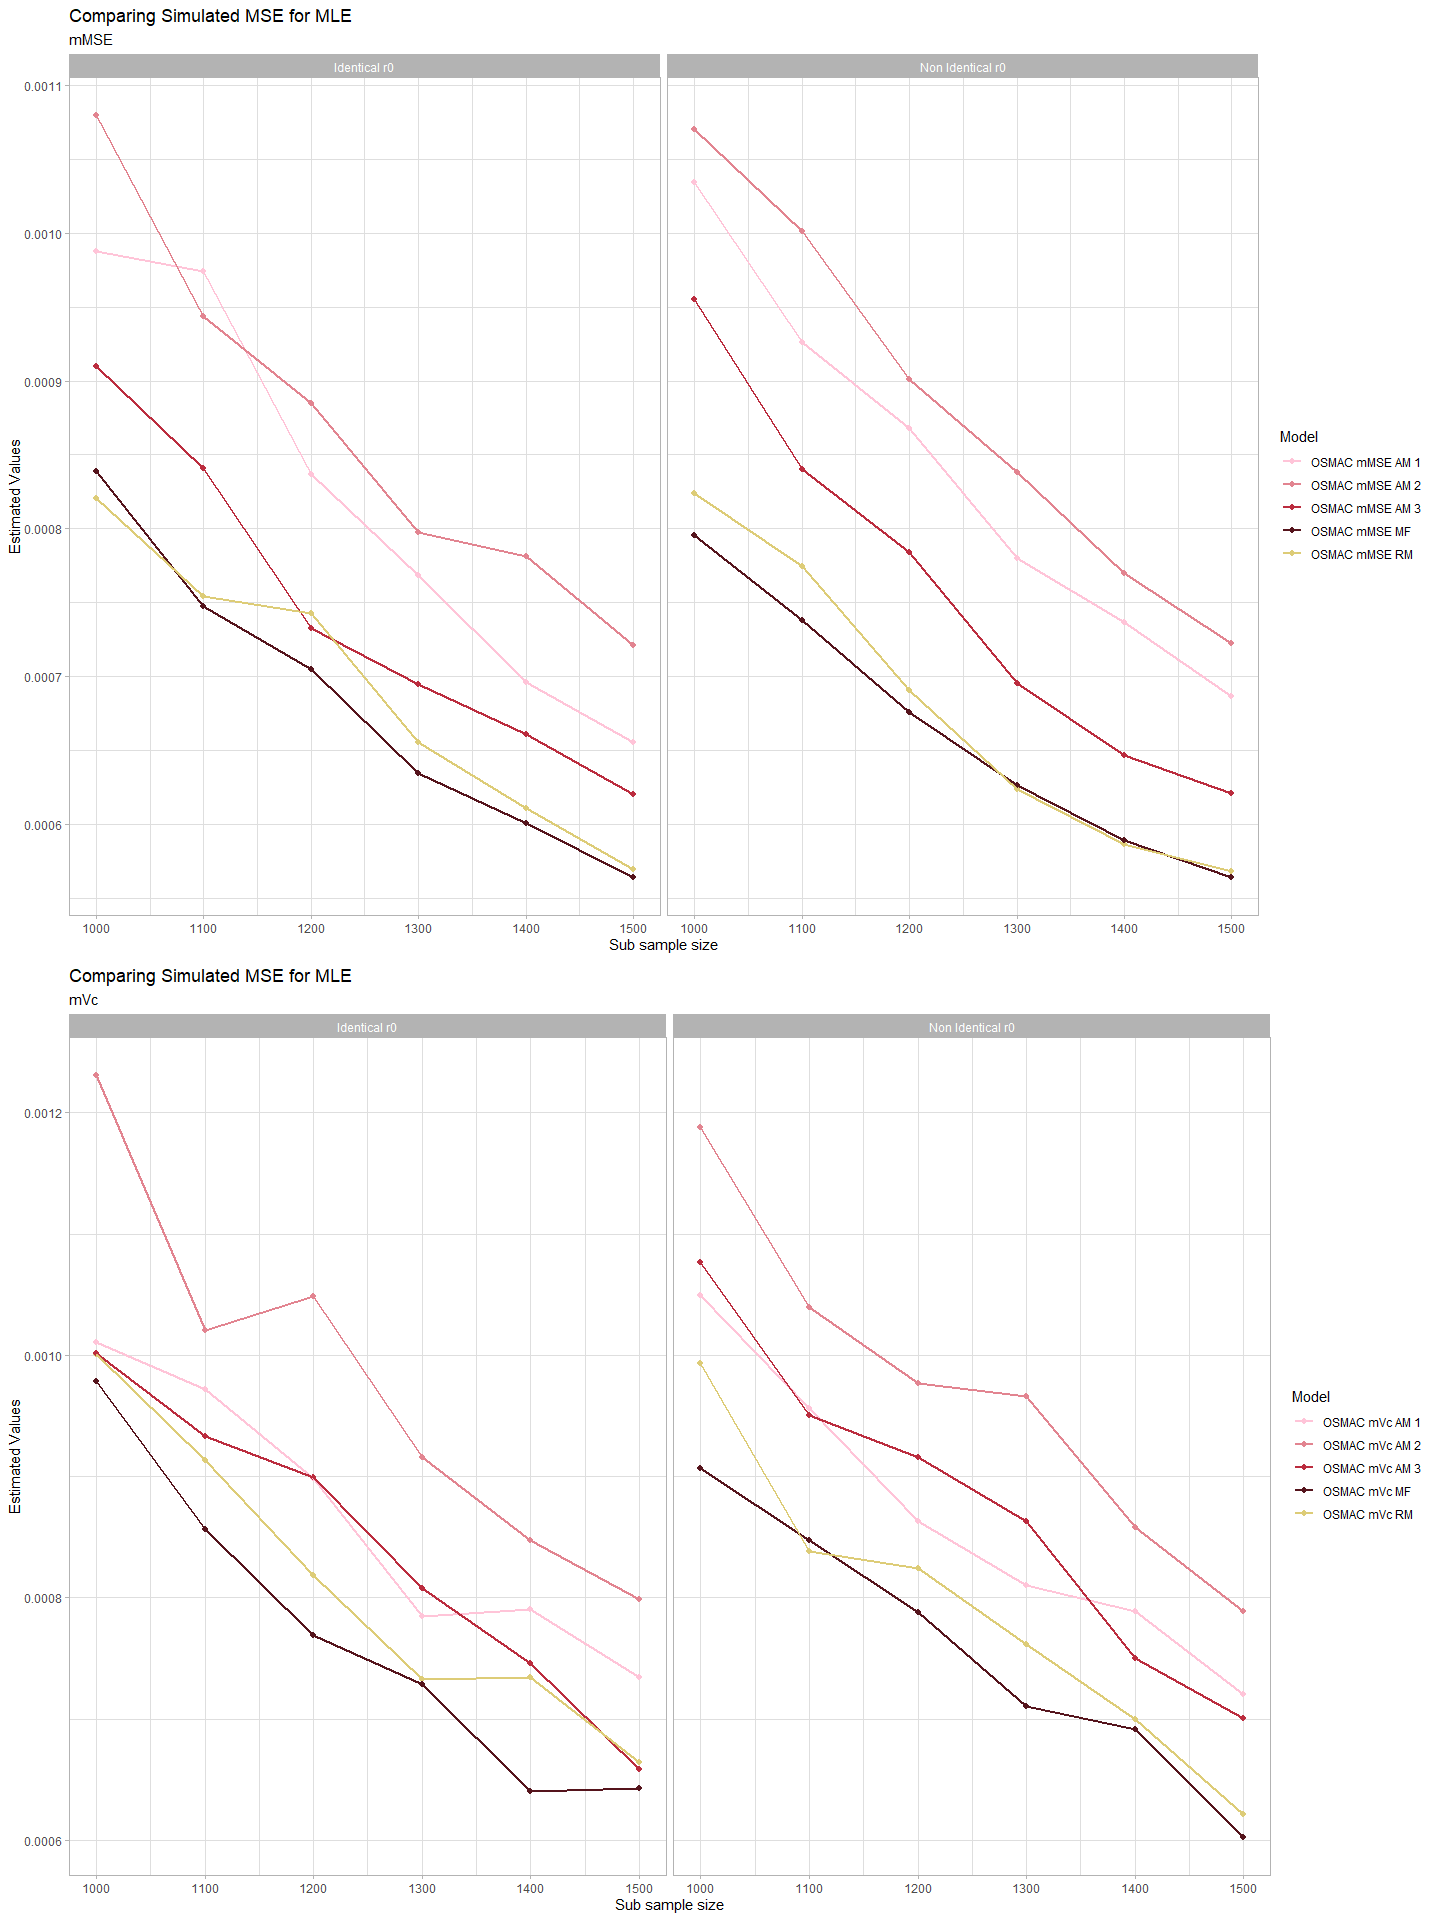 Comparing Simulated MSE for MLE
mMSE
Identical r0
Non Identical r0
0.0011
0.0010
0.0009
0.0008
0.0007
0.0006
Estimated Values
1000 1100 1200 1300 1400 1500
1000 1100 1200 1300 1400 1500
Sub sample size
Model
OSMAC mMSE AM 1
OSMAC mMSE AM 2
OSMAC mMSE AM 3
OSMAC mMSE MF
OSMAC mMSE RM
Comparing Simulated MSE for MLE
mVc
Identical r0
Non Identical r0
0.0012
0.0010
0.0008
0.0006
Estimated Values
1000 1100 1200 1300 1400 1500
1000 1100 1200 1300 1400 1500
Sub sample size
Model
OSMAC mVc AM 1
OSMAC mVc AM 2
OSMAC mVc AM 3
OSMAC mVc MF
OSMAC mVc RM